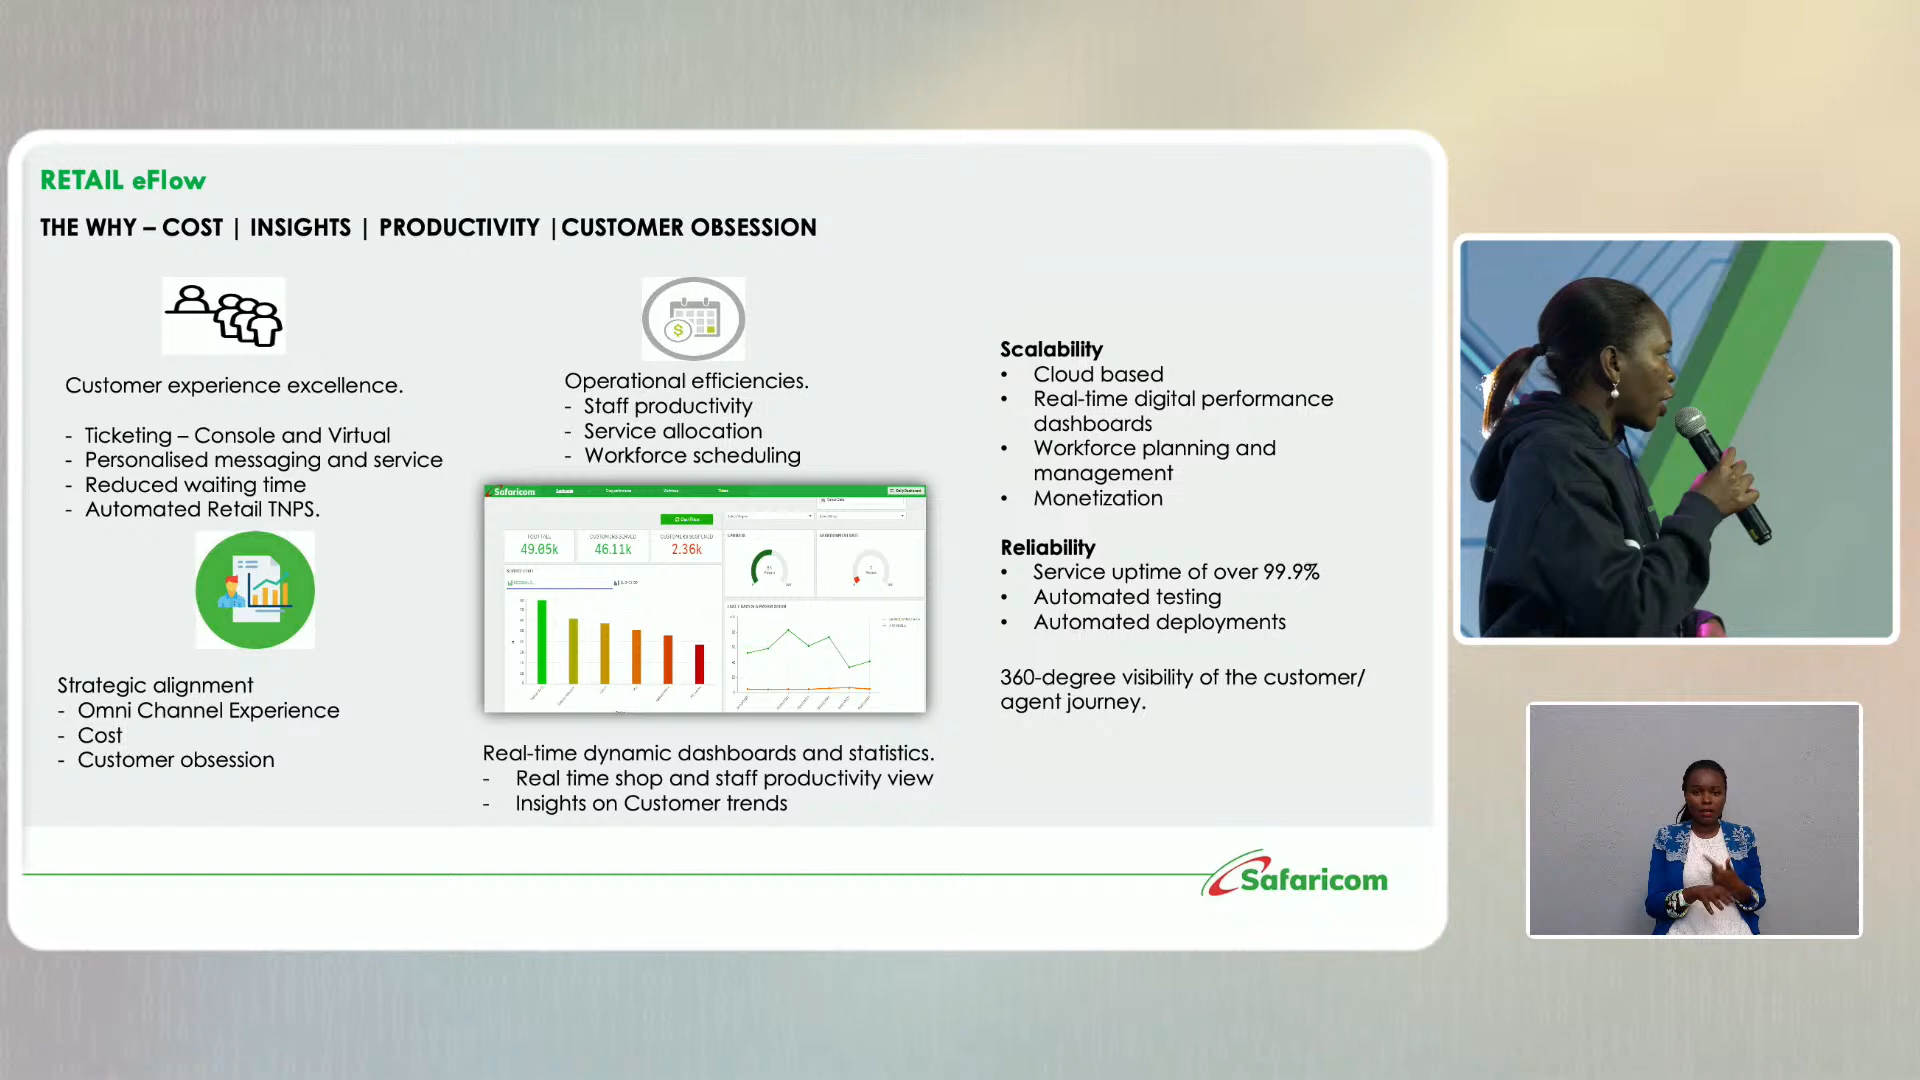 RETAIL eFlow
THE WHY – COST | INSIGHTS | PRODUCTIVITY |CUSTOMER OBSESSION
Customer experience excellence.
- Ticketing – Console and Virtual
- Personalised messaging and service
- Reduced waiting time
- Automated Retail TNPS.
Strategic alignment
- Omni Channel Experience
- Cost
- Customer obsession
$
Operational efficiencies.
- Staff productivity
- Service allocation
- Workforce scheduling
Safaricom
FOOTFALL
CUSTOMERS SERVED
49.05k
46.11k
2.36k
Real-time dynamic dashboards and statistics.
- Real time shop and staff productivity view
- Insights on Customer trends
Scalability
• Cloud based
• Real-time digital performance
dashboards
• Workforce planning and
management
• Monetization
Reliability
• Service uptime of over 99.9%
• Automated testing
• Automated deployments
360-degree visibility of the customer/
agent journey.
Safaricom